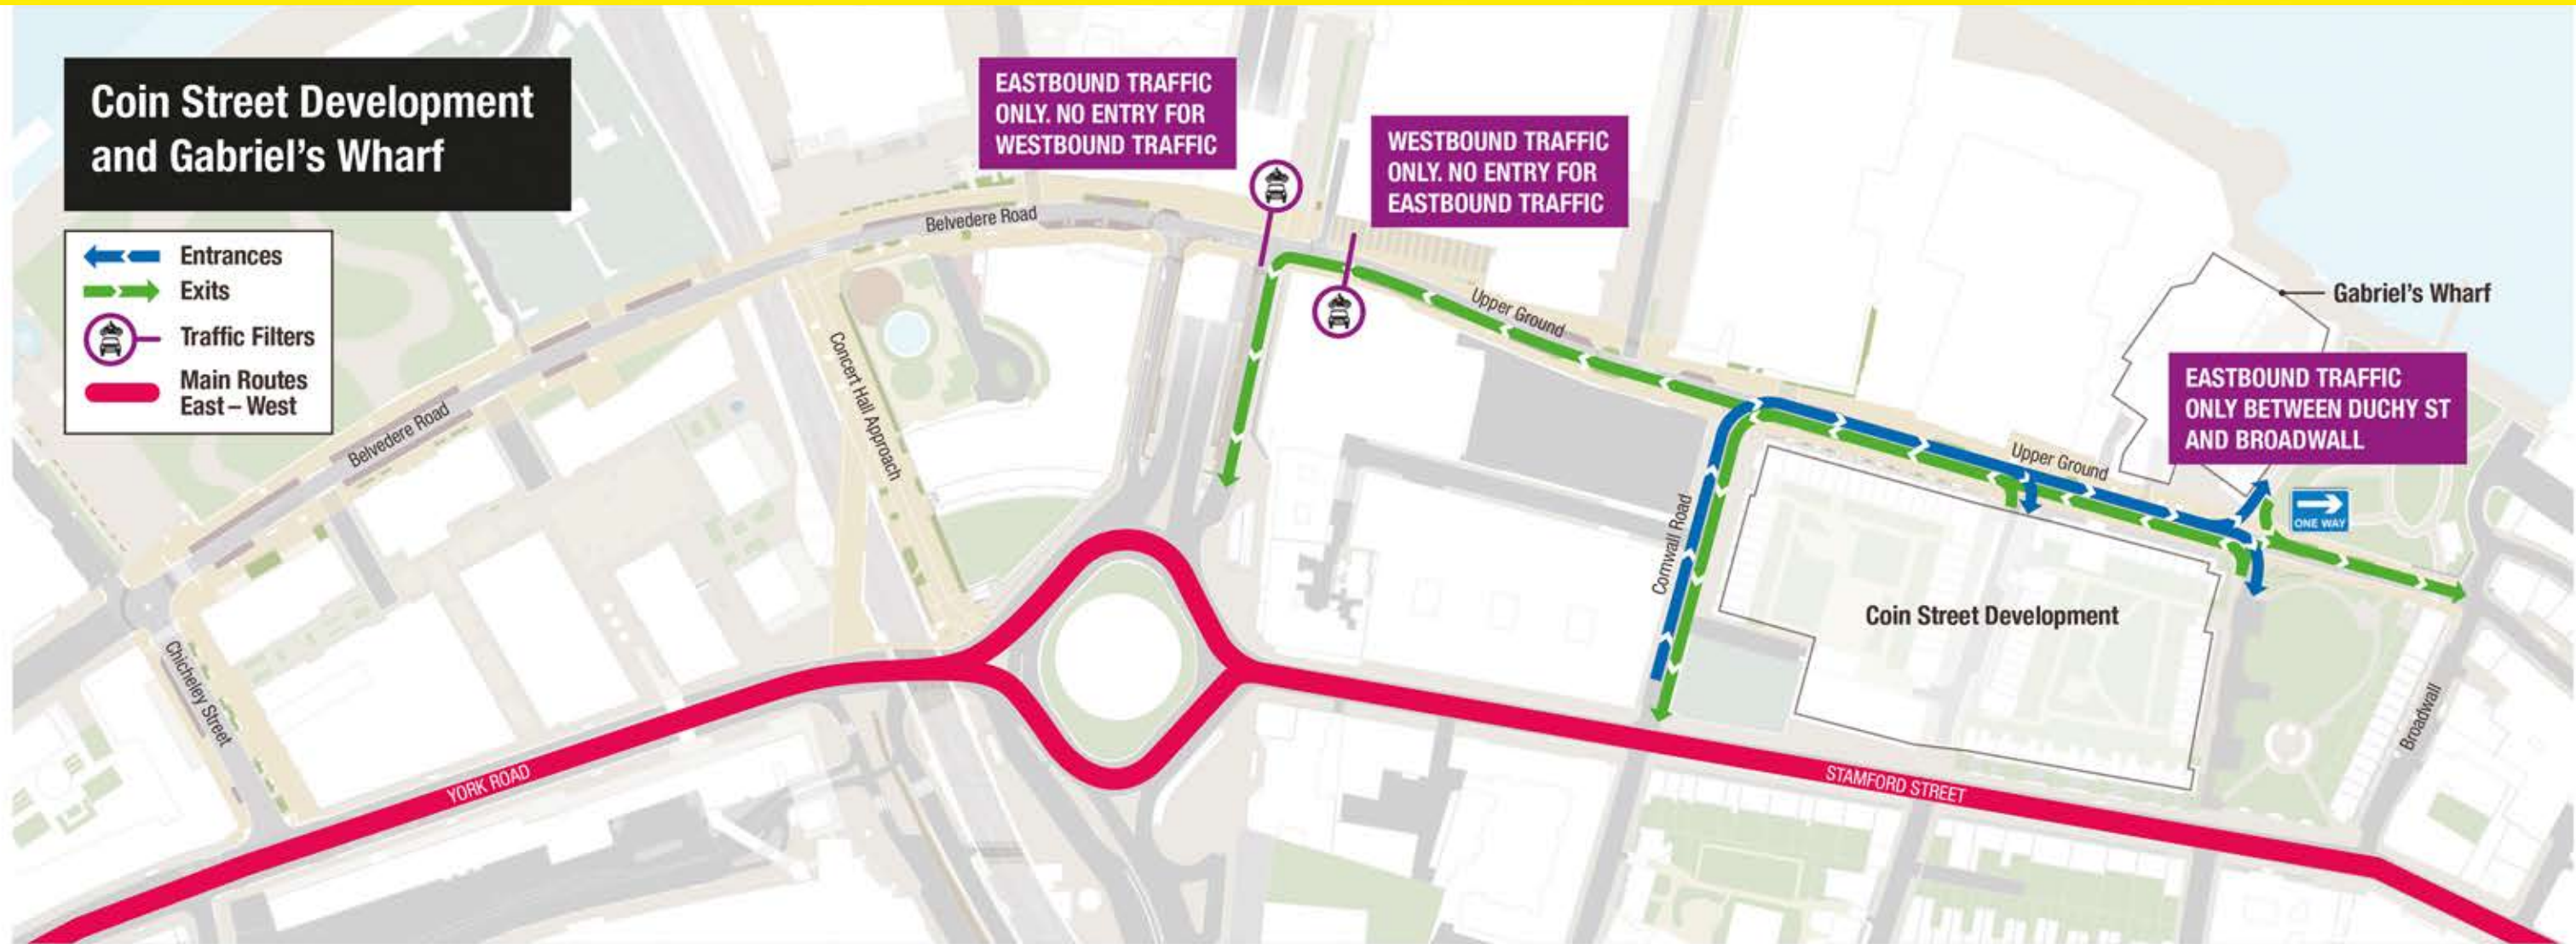 Coin Street Development
and Gabriel's Wharf
Entrances
Exits
Traffic Filters
Main Routes
East – West
EASTBOUND TRAFFIC
ONLY. NO ENTRY FOR
WESTBOUND TRAFFIC
WESTBOUND TRAFFIC
ONLY. NO ENTRY FOR
EASTBOUND TRAFFIC
Belvedere Road
Upper Ground
Gabriel's Wharf
Concert Hall Approach
EASTBOUND TRAFFIC
ONLY BETWEEN DUCHY ST
AND BROADWALL
Belvedere Road
Upper Ground
ONE WAY
Cornwall Road
Coin Street Development
Chicheley Street
Broadwall
YORK ROAD
STAMFORD STREET